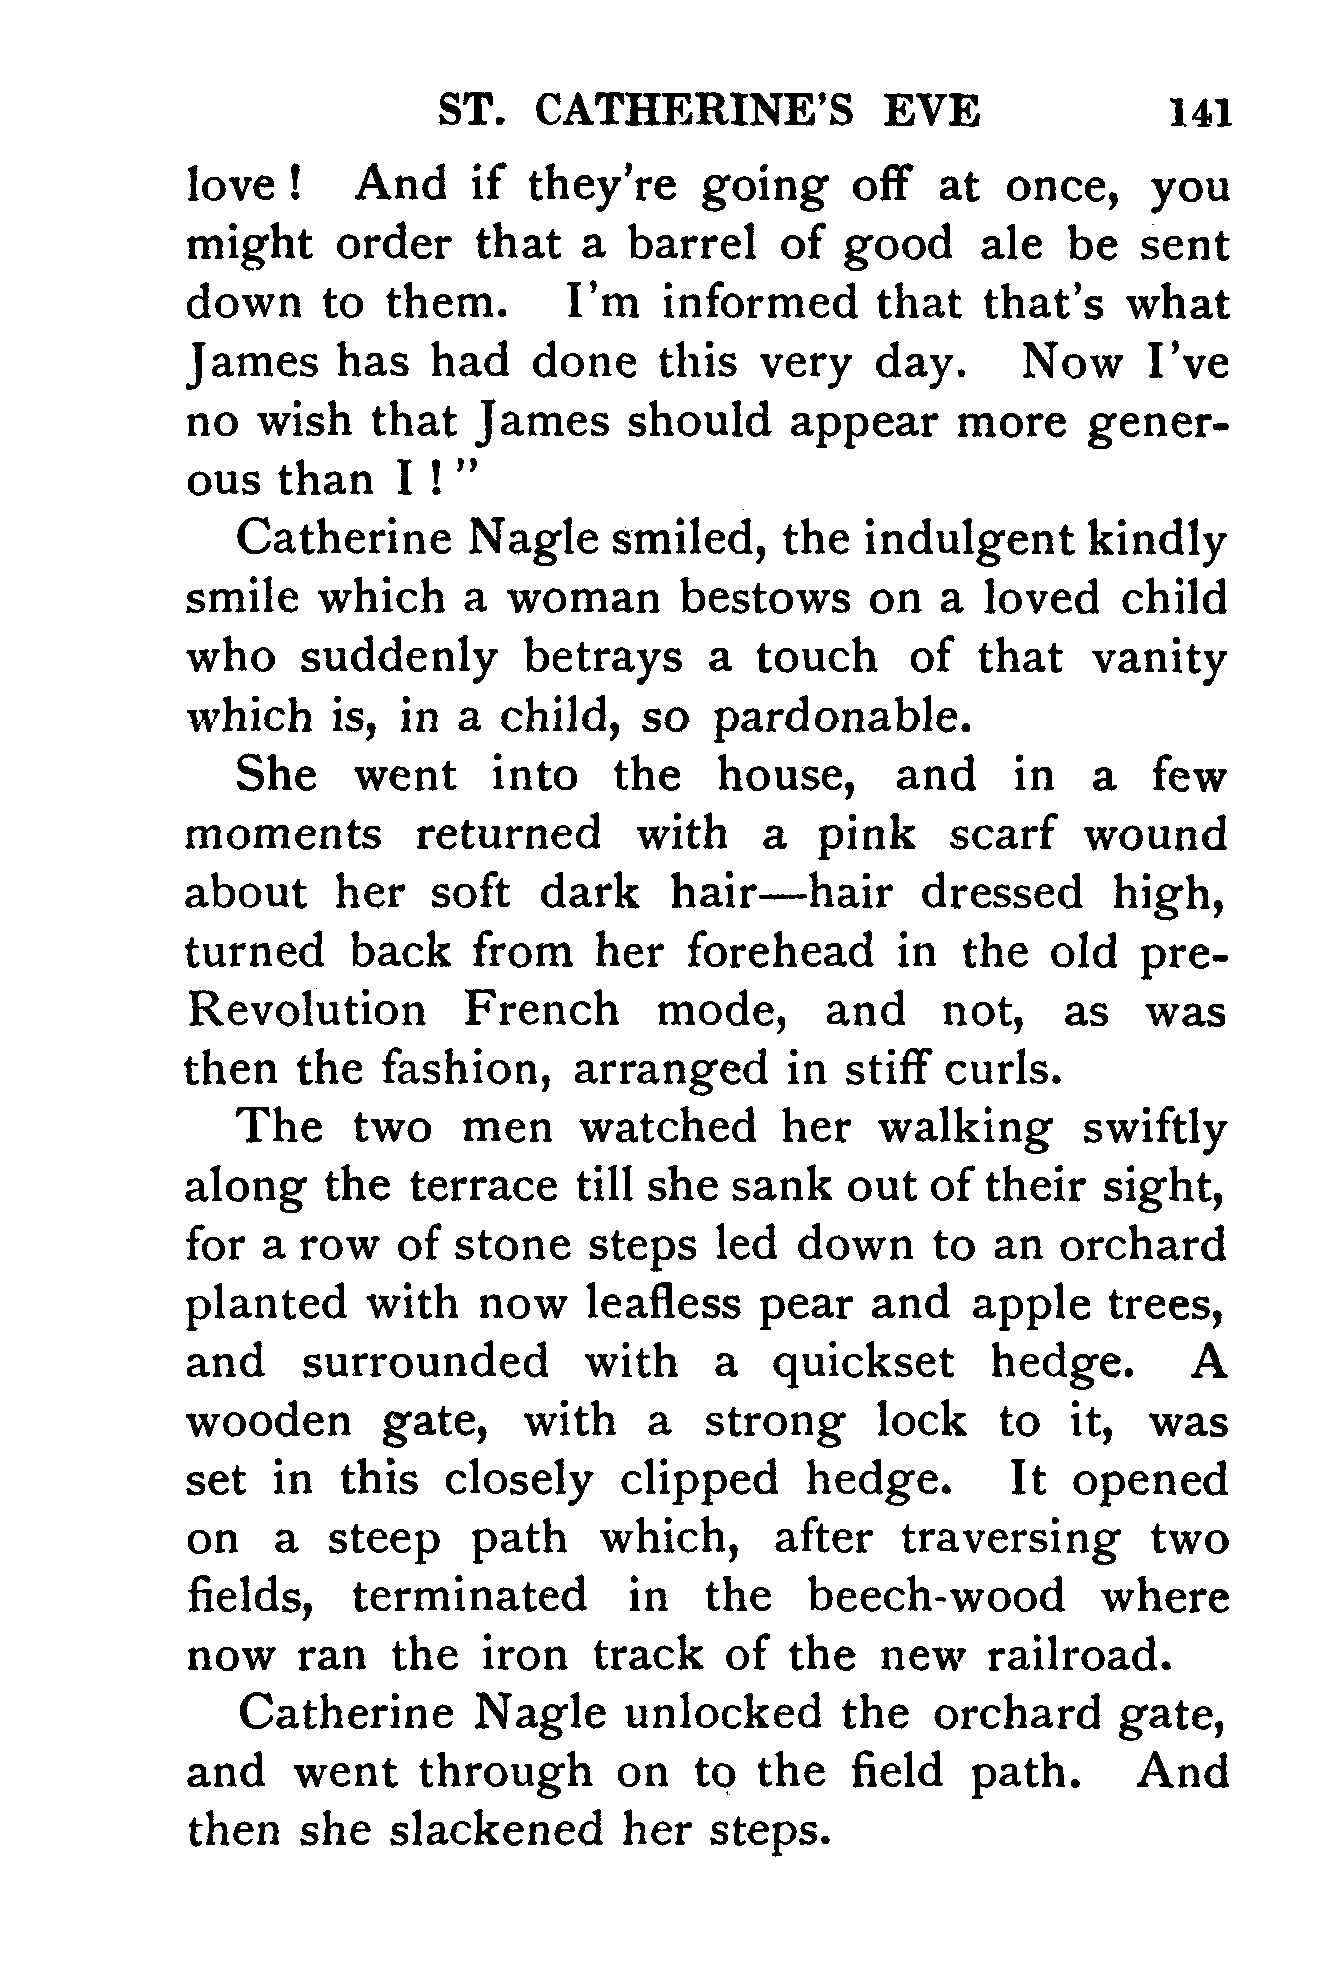 ST. CATHERINE'S EVE 141
love ! And if they're going off at once, you
might order that a barrel of good ale be sent
down to them. I'm informed that that's what
James has had done this very day. Now I've
no wish that James should appear more gener-
ous than I ! ”
Catherine Nagle smiled, the indulgent kindly
smile which a woman bestows on a loved child
who suddenly betrays a touch of that vanity
which is, in a child, so pardonable.
She went into the house, and in a few
moments returned with a pink scarf wound
about her soft dark hair—hair dressed high,
turned back from her forehead in the old pre-
Revolution French mode, and not, as was
then the fashion, arranged in stiff curls.
The two men watched her walking swiftly
along the terrace till she sank out of their sight,
for a row of stone steps led down to an orchard
planted with now leafless pear and apple trees,
and surrounded with a quickset hedge. A
wooden gate, with a strong lock to it, was
set in this closely clipped hedge. It opened
on a steep path which, after traversing two
fields, terminated in the beech-wood where
now ran the iron track of the new railroad.
Catherine Nagle unlocked the orchard gate,
and went through on to the field path. And
then she slackened her steps.